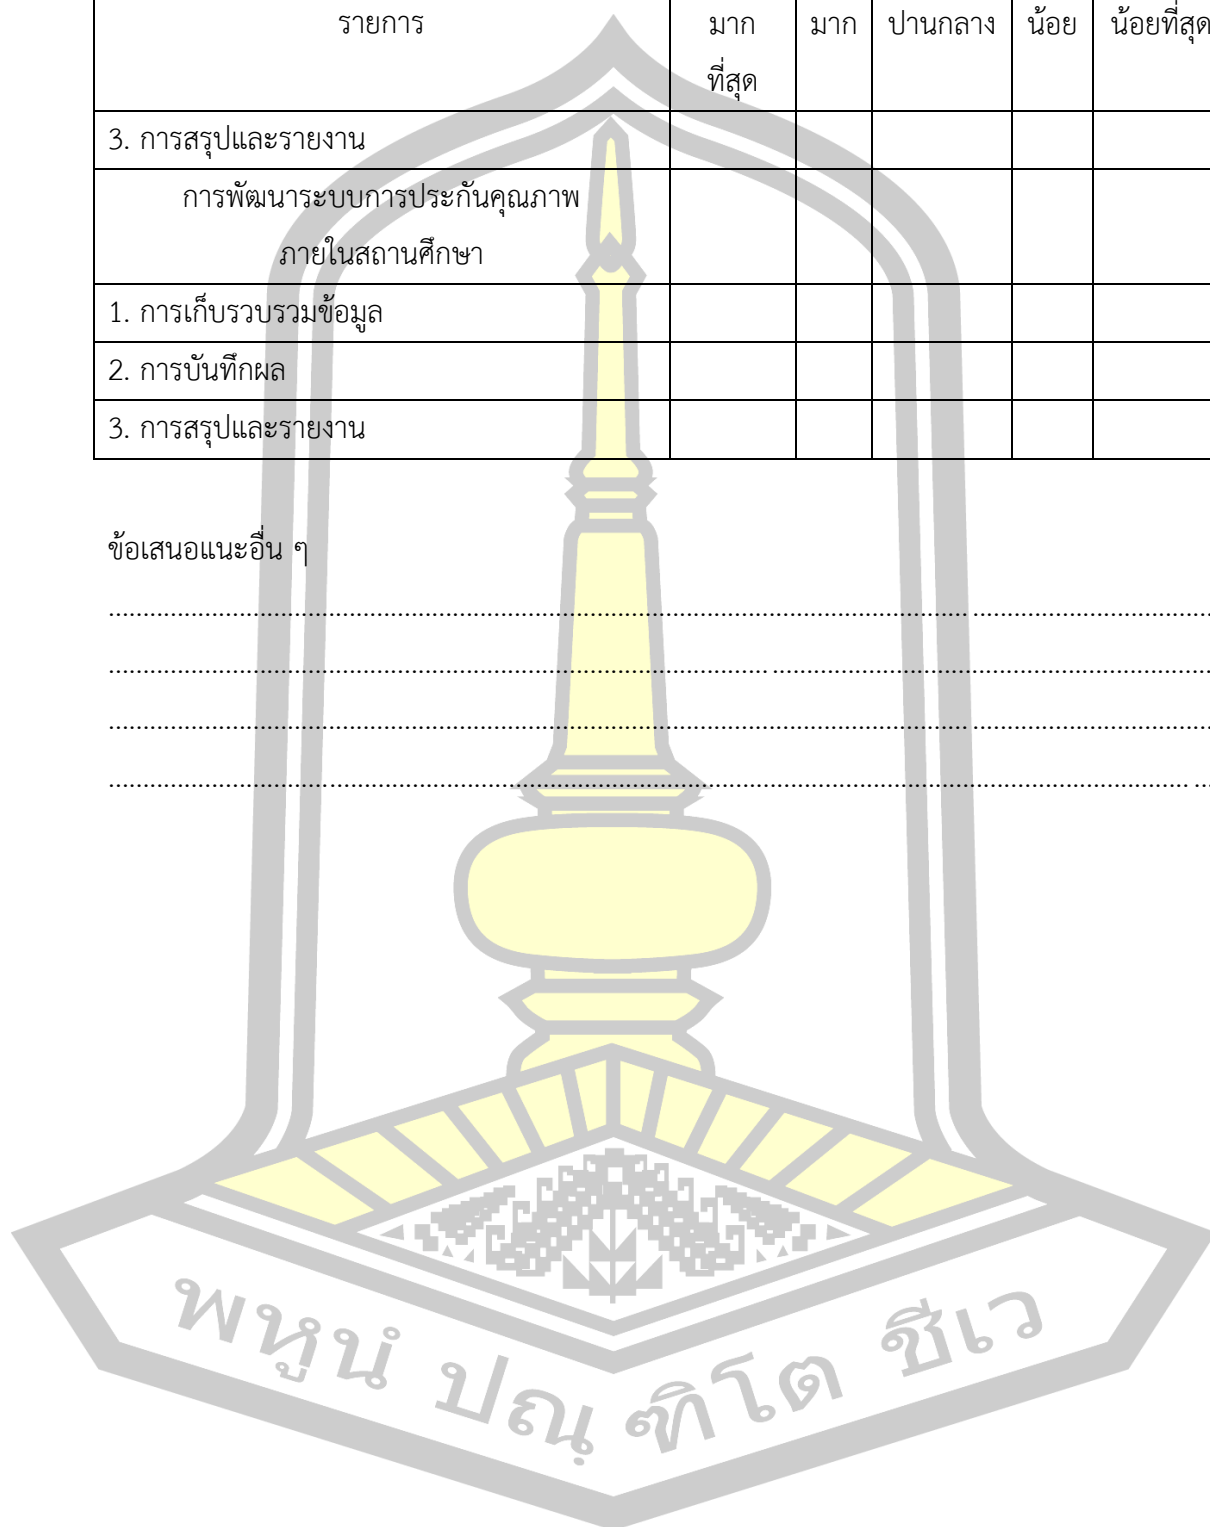 รายการ มาก มาก ปานกลาง น้อย น้อยที่สุด
ที่สุด
3. การสรุปและรายงาน
การพัฒนาระบบการประกันคุณภาพ
ภายในสถานศึกษา
1. การเก็บรวบรวมข้อมูล
2. การบันทึกผล
3. การสรุปและรายงาน
ข้อเสนอแนะอื่น ๆ
พหูนํ ปณฺฑิโต ชีเว